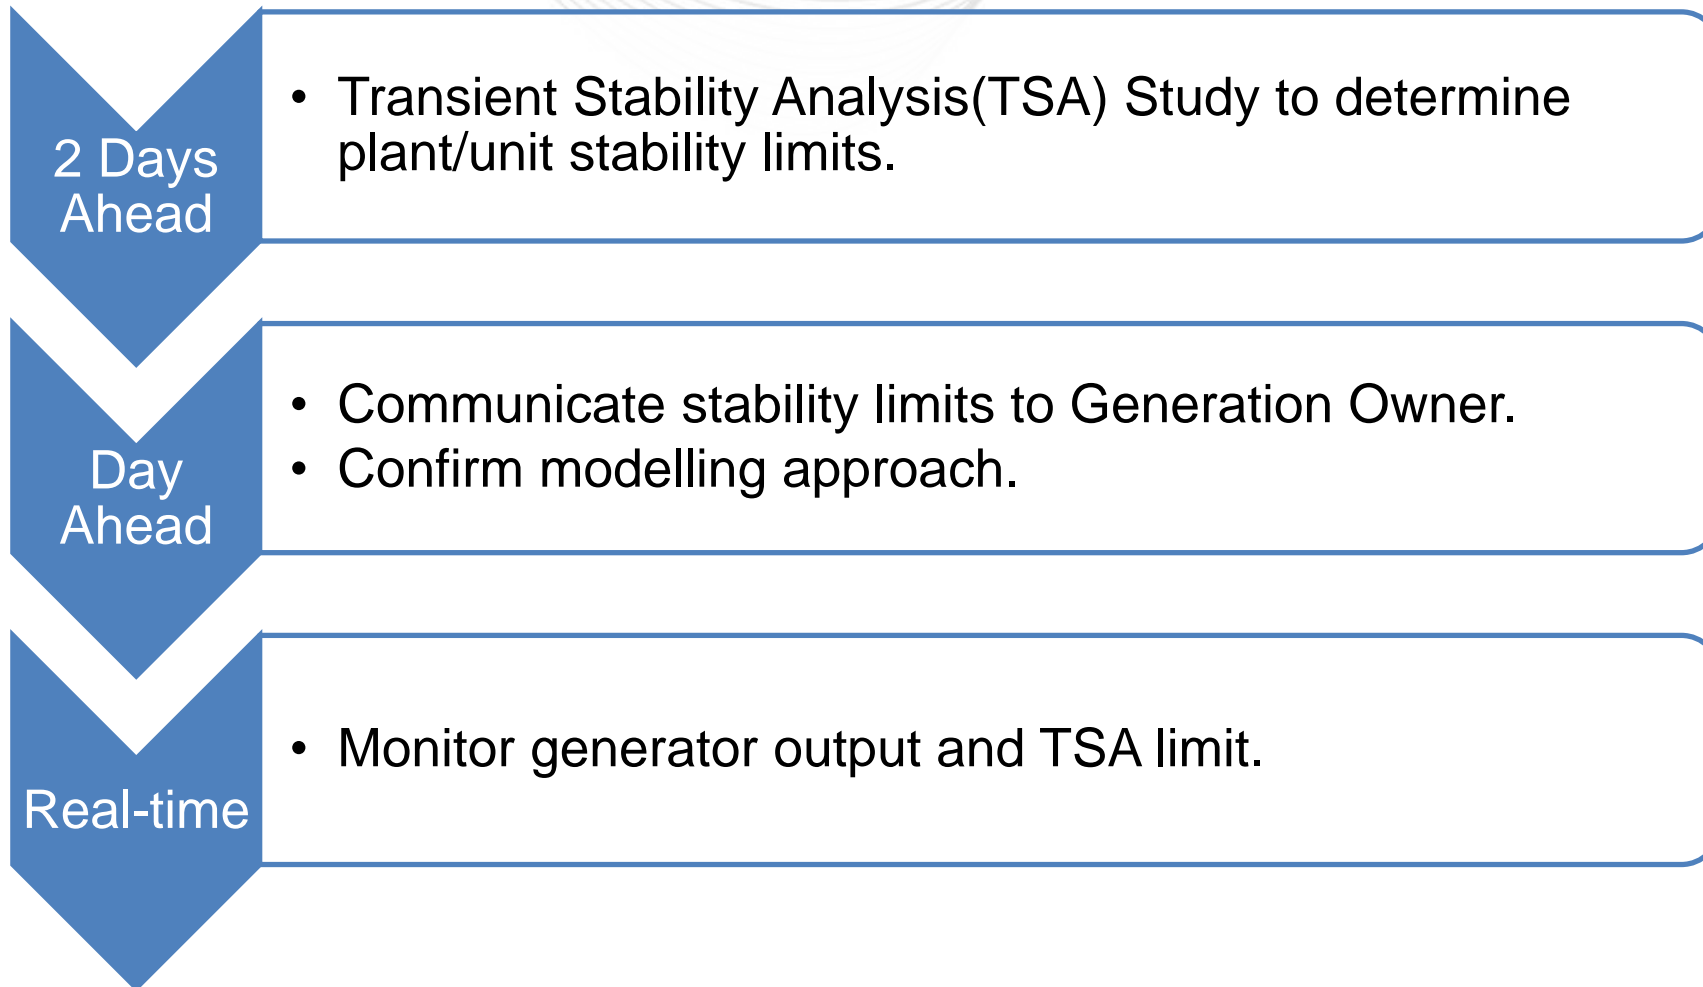 2 Days
Ahead
• Transient Stability Analysis(TSA) Study to determine
plant/unit stability limits.
Day
Ahead
• Communicate stability limits to Generation Owner.
• Confirm modelling approach.
Real-time
• Monitor generator output and TSA limit.